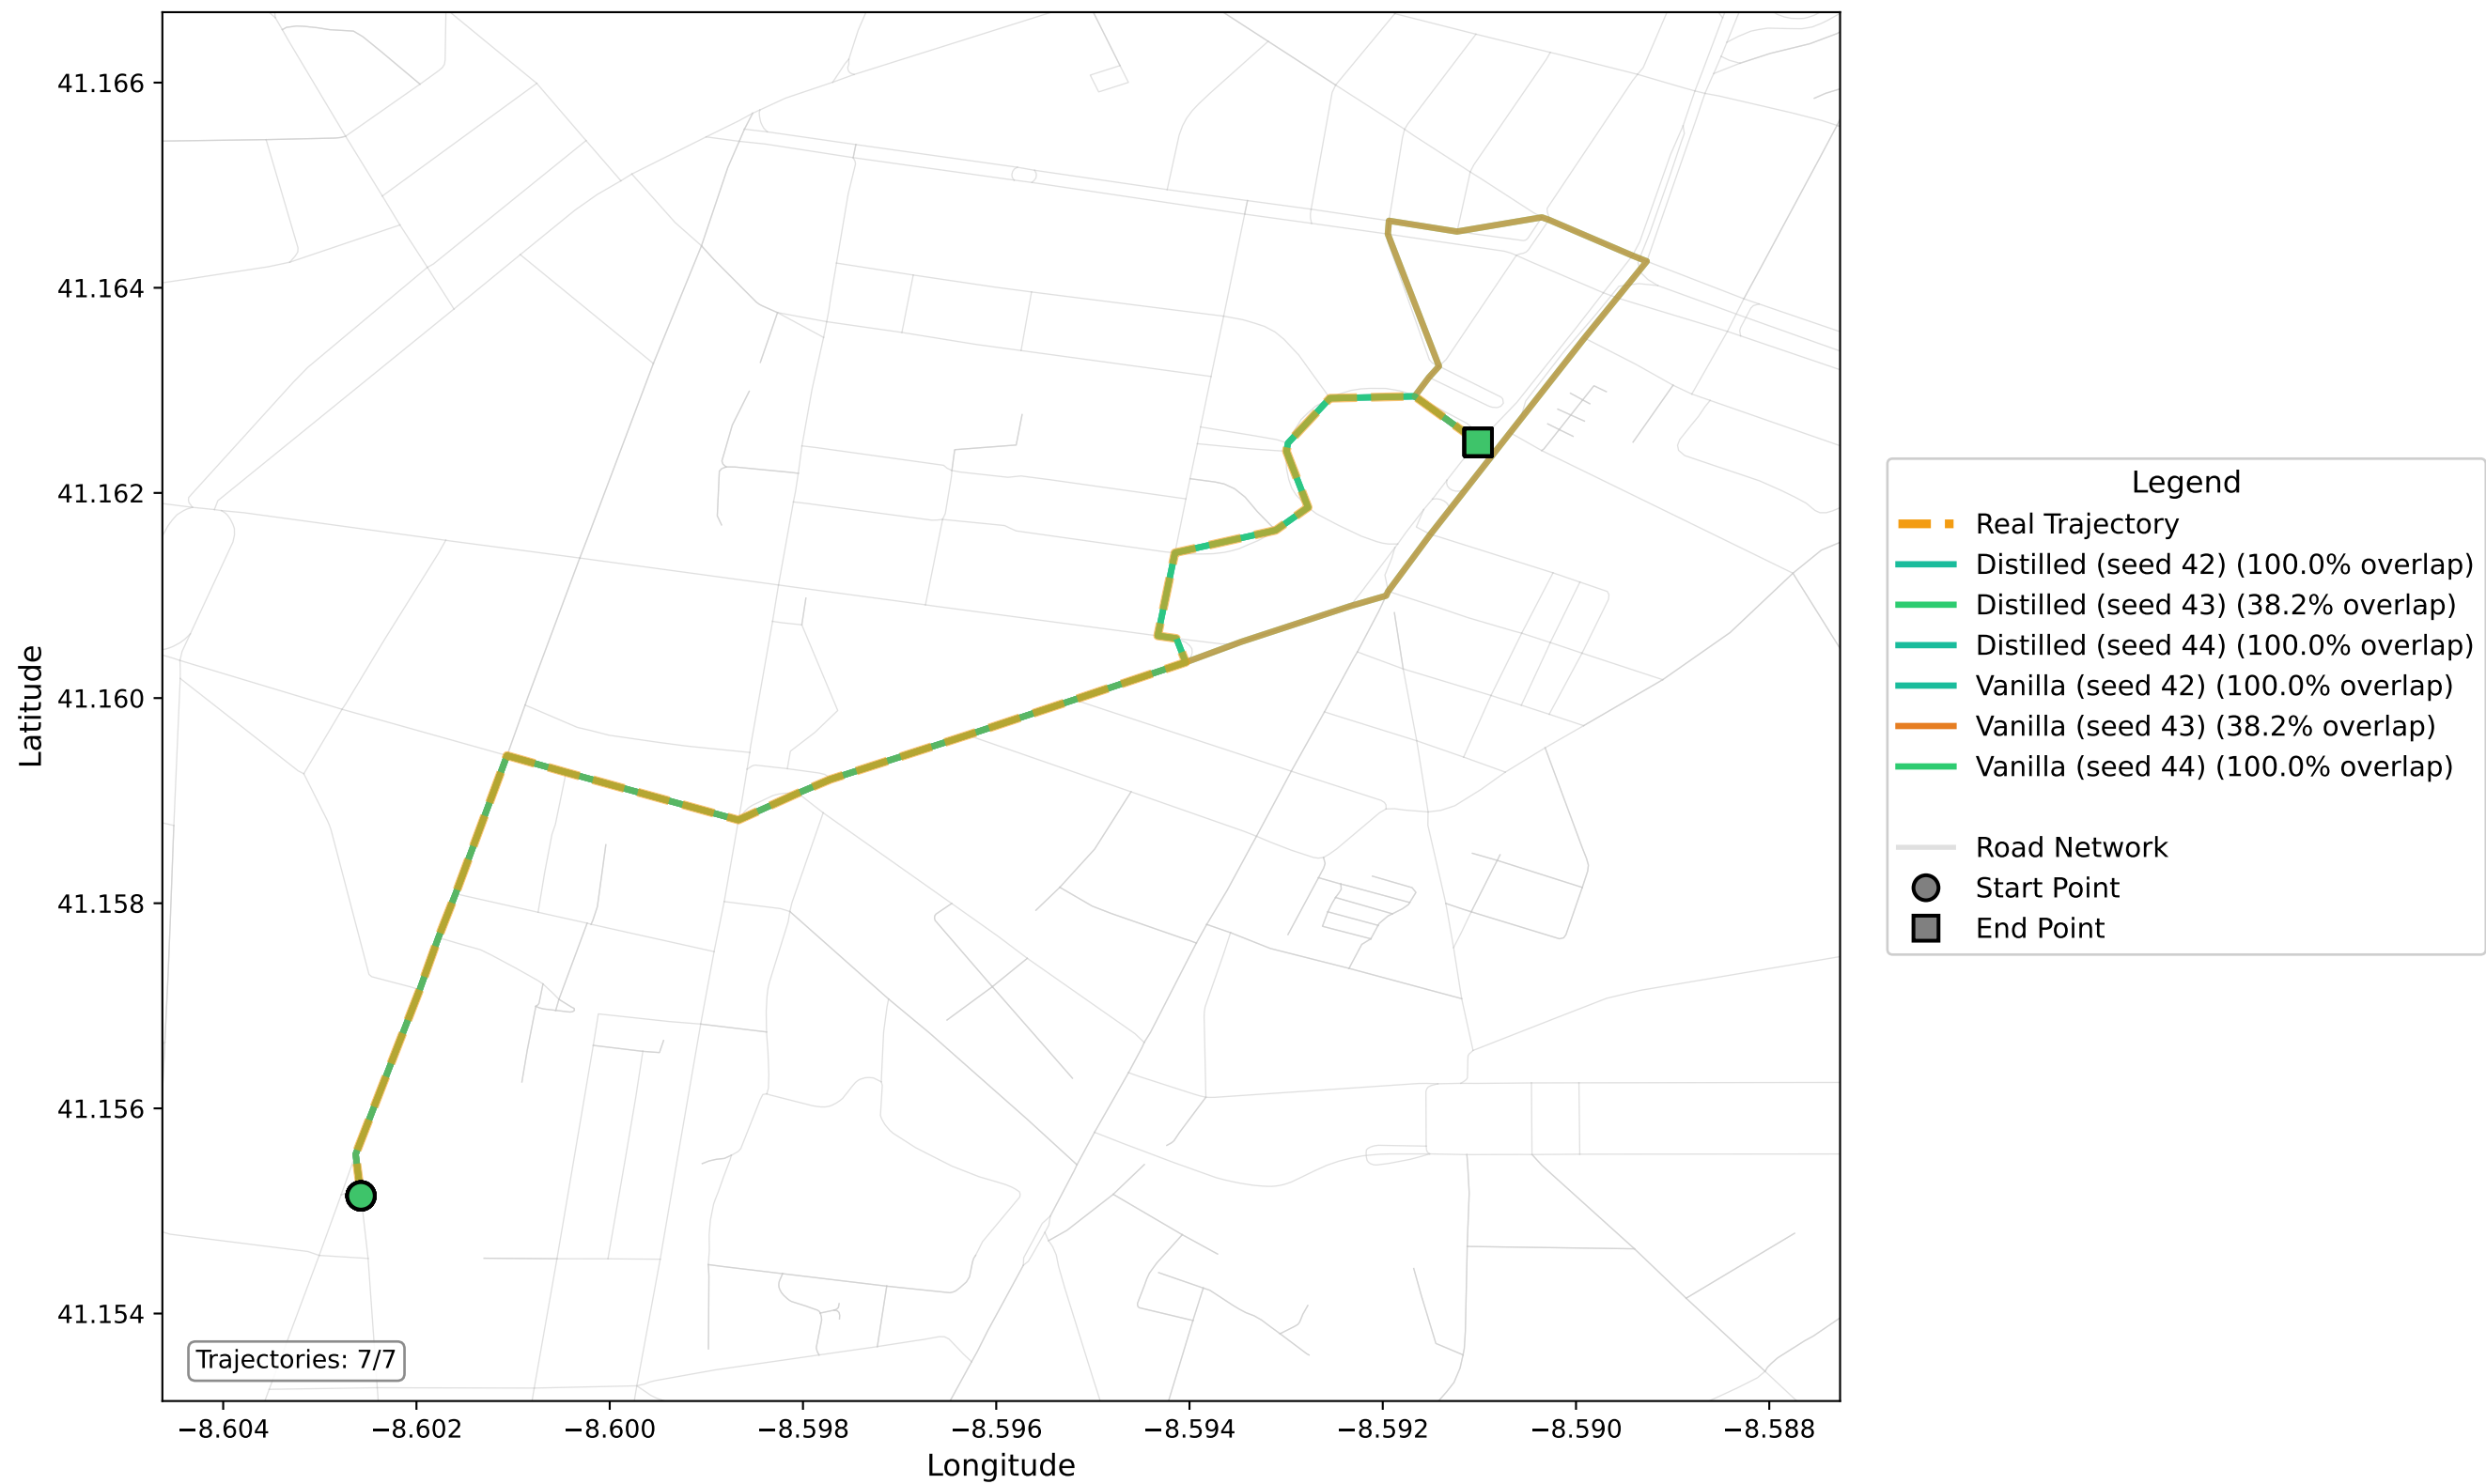 41.166
41.164
41.162
41.160
41.158
41.156
41.154
Latitude
−8.604
−8.602
−8.600
−8.598
−8.596
−8.594
−8.592
−8.590
−8.588
Longitude
Trajectories: 7/7
Legend
Real Trajectory
Distilled (seed 42) (100.0% overlap)
Distilled (seed 43) (38.2% overlap)
Distilled (seed 44) (100.0% overlap)
Vanilla (seed 42) (100.0% overlap)
Vanilla (seed 43) (38.2% overlap)
Vanilla (seed 44) (100.0% overlap)
Road Network
Start Point
End Point